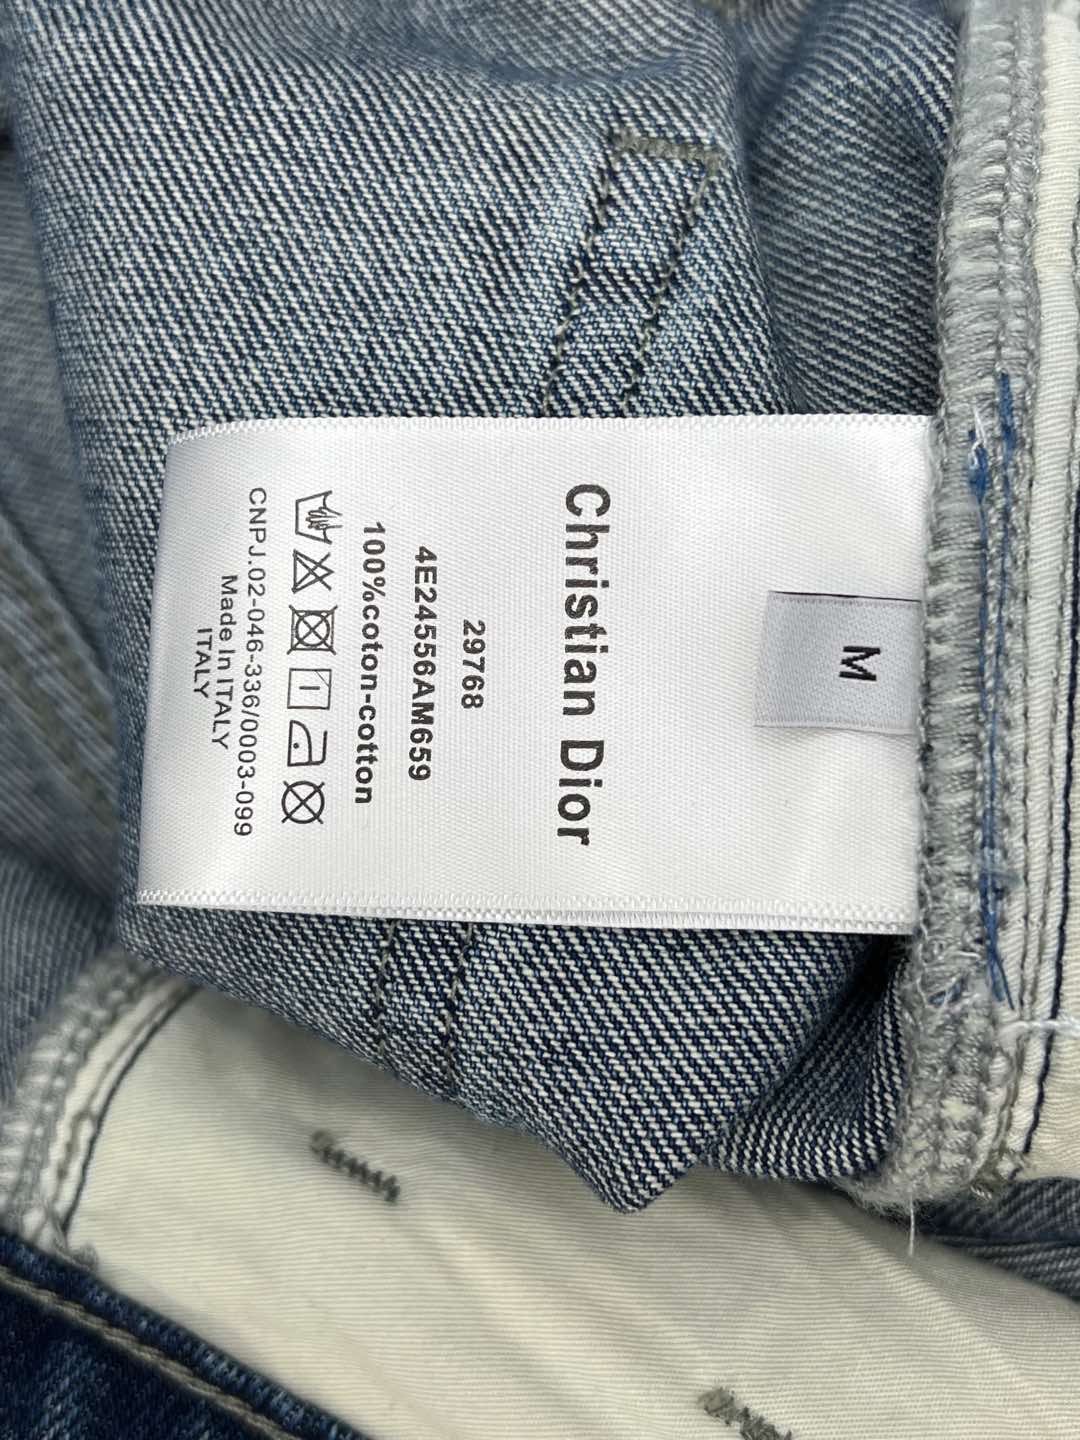 M
Christian Dior
29768
4E24556AM659
100%coton-cotton
CNPJ.02-046-336/0003-099
Made In ITALY
ITALY